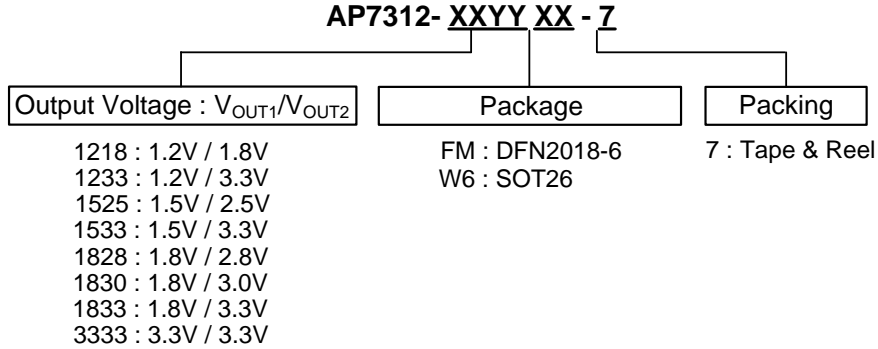 AP7312- XXYY XX - 7
Output Voltage : VOUT1/VOUT2
Package
Packing
1218 : 1.2V / 1.8V
1233 : 1.2V / 3.3V
1525 : 1.5V / 2.5V
1533 : 1.5V / 3.3V
1828 : 1.8V / 2.8V
1830 : 1.8V / 3.0V
1833 : 1.8V / 3.3V
3333 : 3.3V / 3.3V
FM : DFN2018-6
W6 : SOT26
7 : Tape & Reel